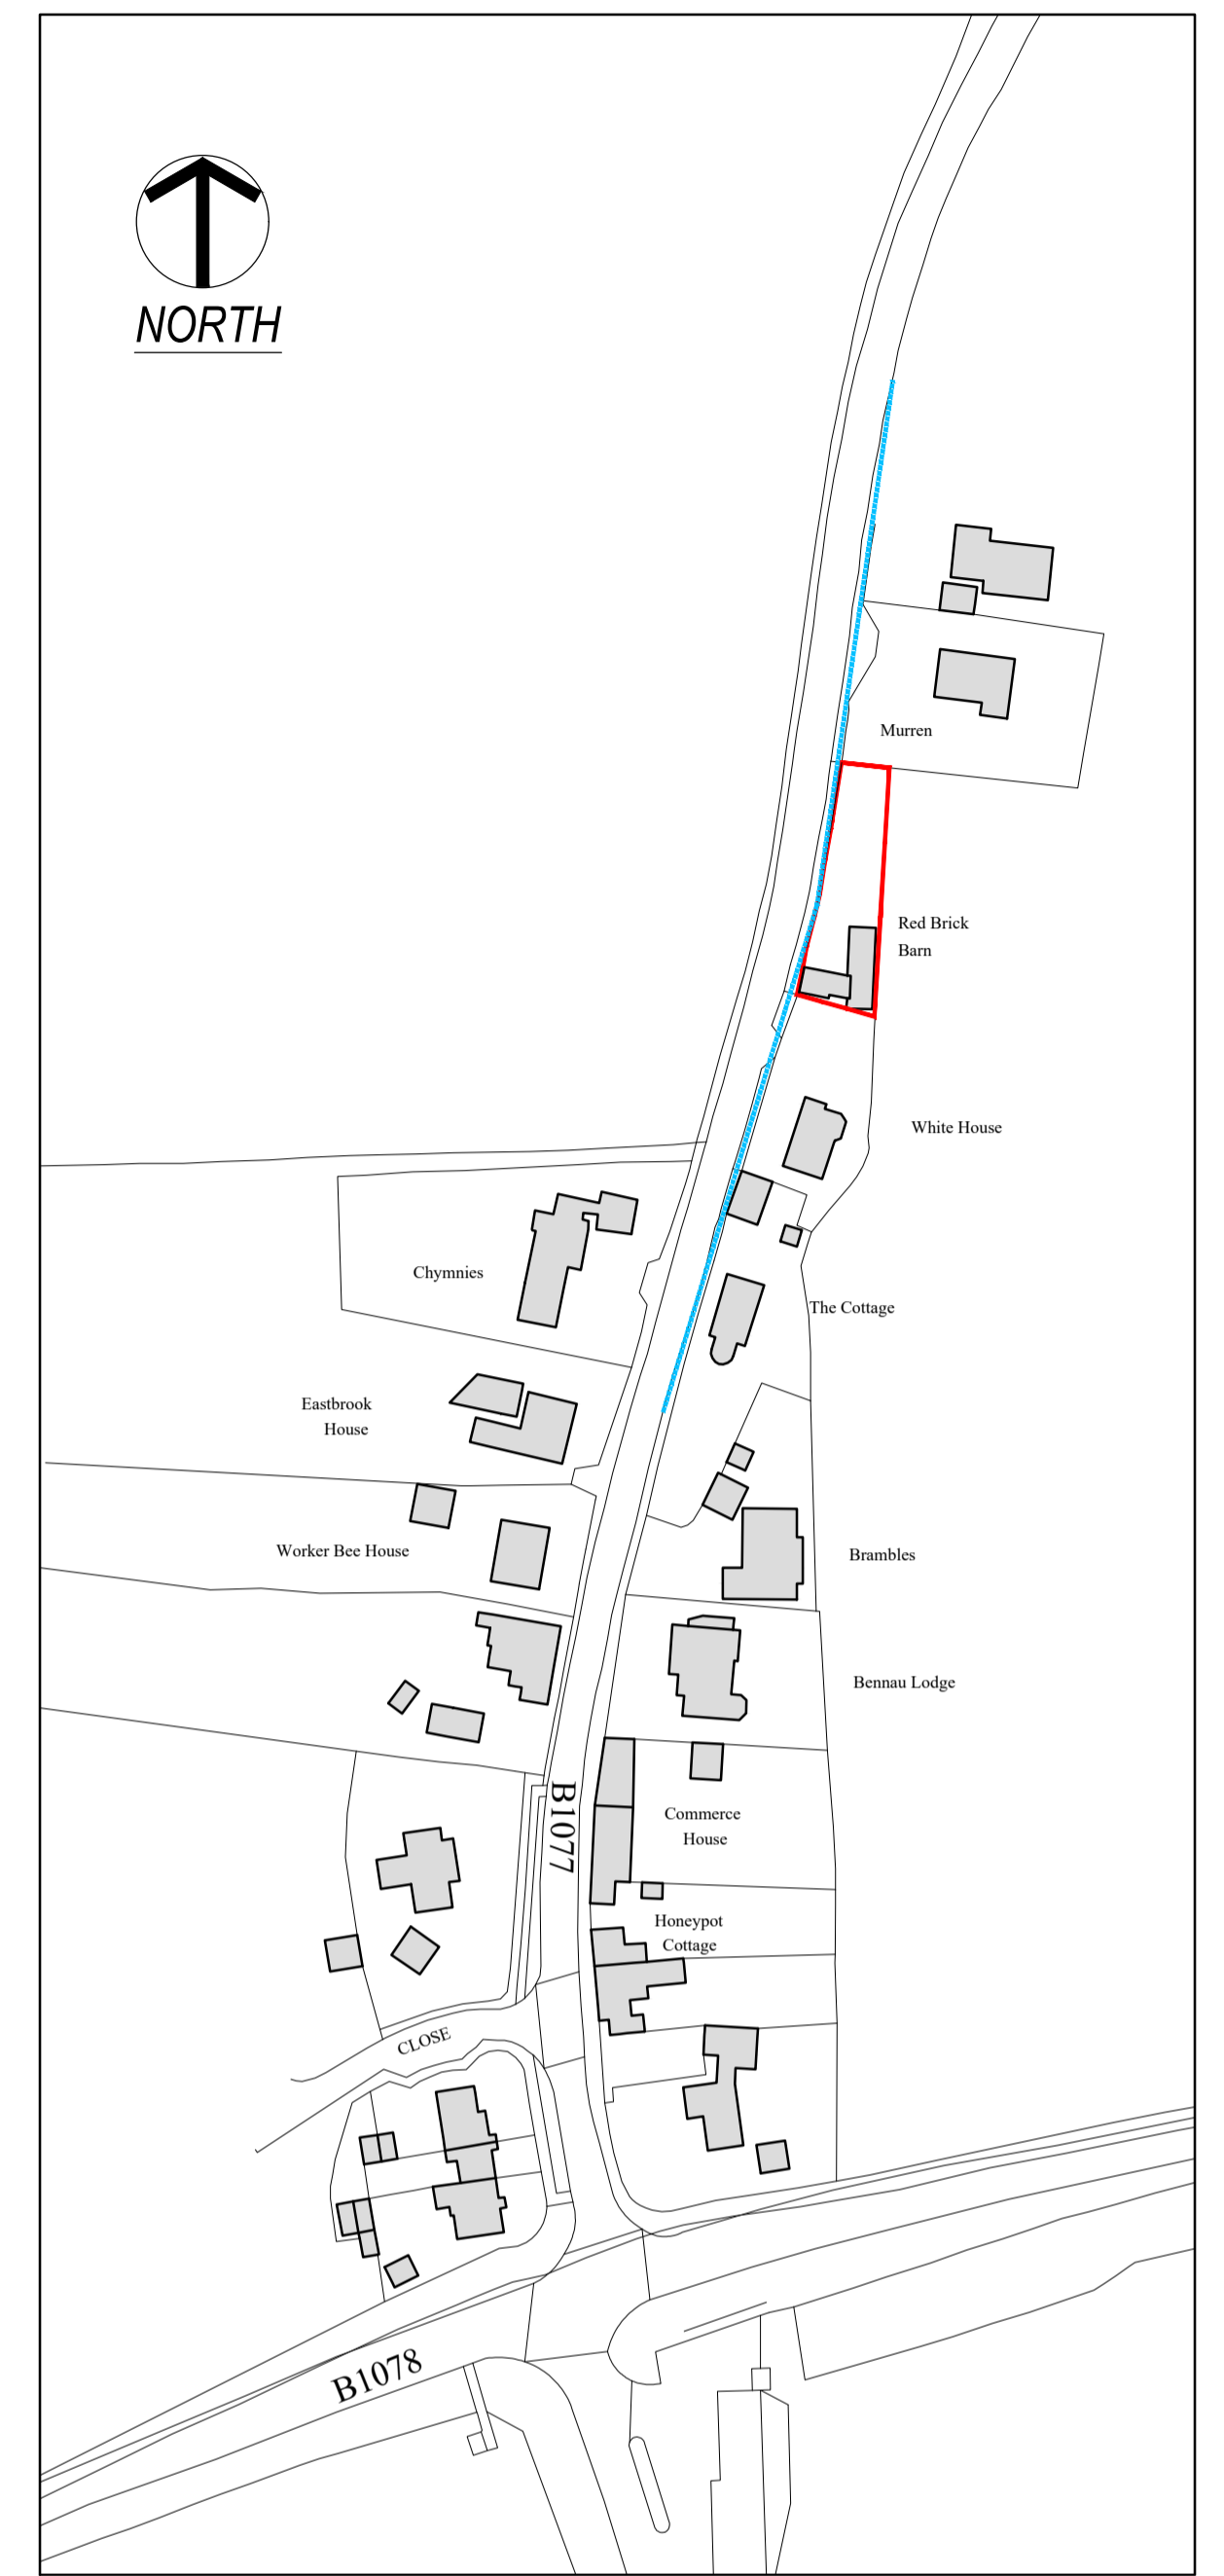 NORTH
Murren
Red Brick
Barn
White House
Chymnies
The Cottage
Eastbrook
House
Worker Bee House
Brambles
Bennau Lodge
B1077
Commerce
House
Honeypot
Cottage
CLOSE
B1078